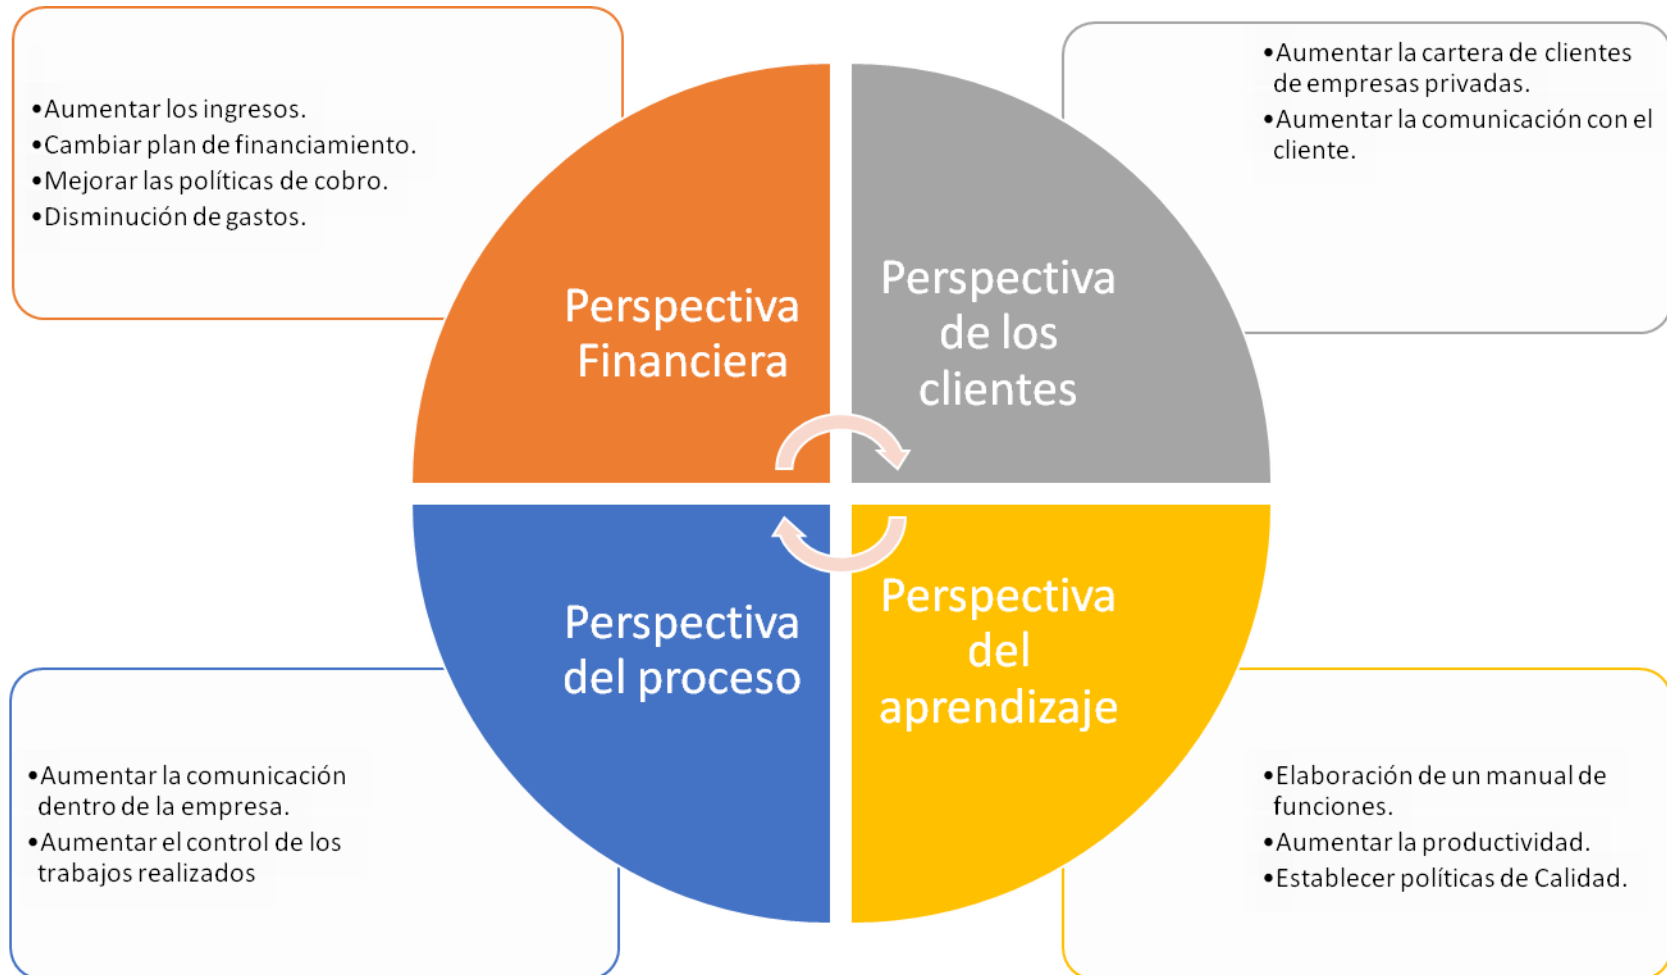 •Aumentar los ingresos.
•Cambiar plan de financiamiento.
•Mejorar las políticas de cobro.
•Disminución de gastos.
•Aumentar la cartera de clientes
de empresas privadas.
•Aumentar la comunicación con el
cliente.
Perspectiva
Financiera
Perspectiva
de los
clientes
Perspectiva
del proceso
Perspectiva
del
aprendizaje
•Aumentar la comunicación
dentro de la empresa.
•Aumentar el control de los
trabajos realizados
•Elaboración de un manual de
funciones.
•Aumentar la productividad.
•Establecer políticas de Calidad.